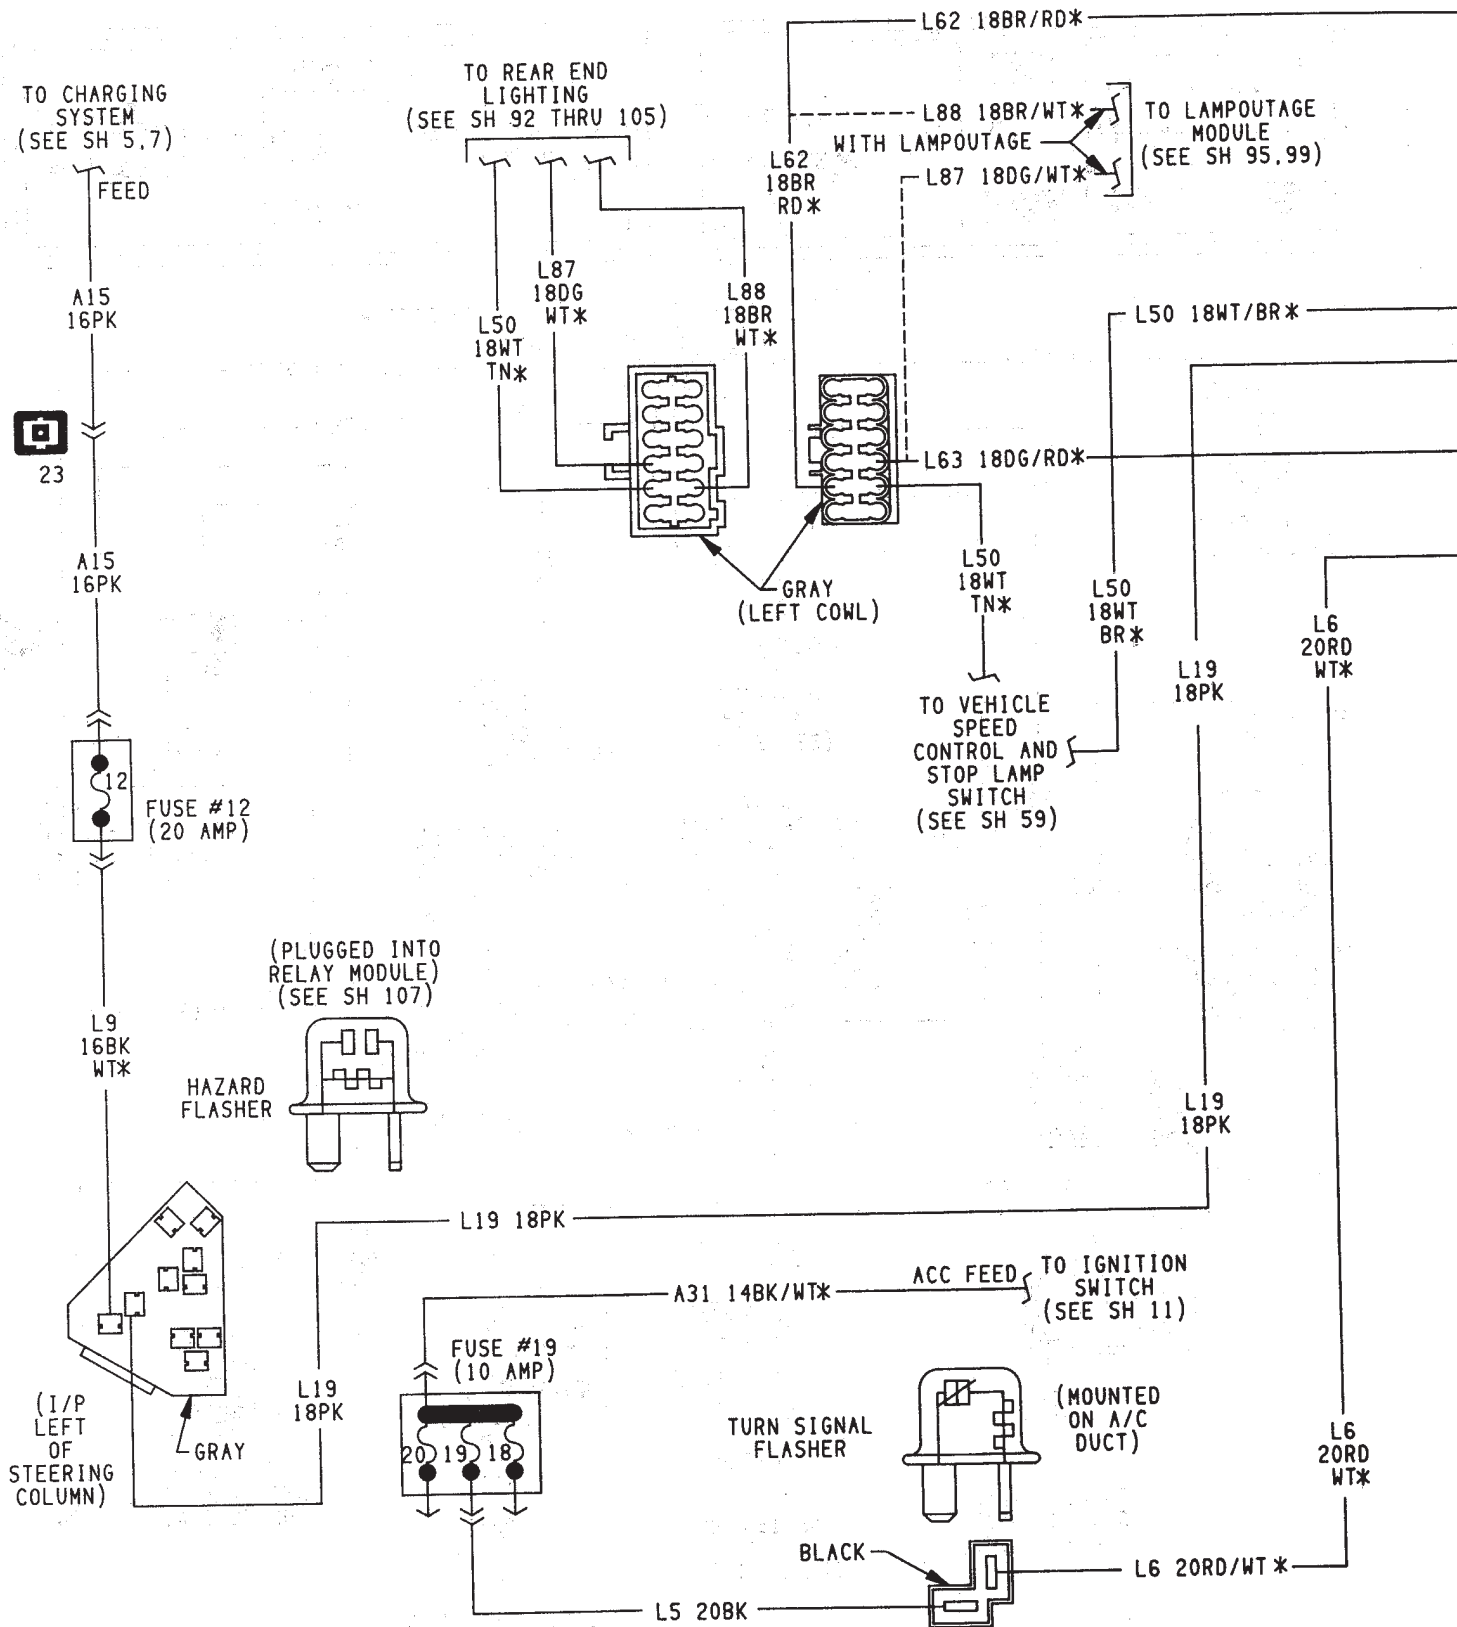 L62 18BR/RD*
TO CHARGING
SYSTEM
(SEE SH 5,7)
FEED
TO REAR END
LIGHTING
(SEE SH 92 THRU 105)
L88 18BR/WT*
WITH LAMPOUTAGE
L87 18DG/WT*
TO LAMPOUTAGE
MODULE
(SEE SH 95,99)
L62
18BR
RD*
A15
16PK
L87
18DG
WT*
L50
18WT
TN*
L88
18BR
WT*
L50 18WT/BR*
23
L63 18DG/RD*
A15
16PK
GRAY
(LEFT COWL)
L50
18WT
TN*
L50
18WT
BR*
L6
20RD
WT*
L19
18PK
TO VEHICLE
SPEED
CONTROL AND
STOP LAMP
SWITCH
(SEE SH 59)
12
FUSE #12
(20 AMP)
(PLUGGED INTO
RELAY MODULE)
(SEE SH 107)
L9
16BK
WT*
HAZARD
FLASHER
L19
18PK
L19 18PK
ACC FEED
A31 14BK/WT*
TO IGNITION
SWITCH
(SEE SH 11)
FUSE #19
(10 AMP)
L19
18PK
20 19 18
(I/P
LEFT
OF
STEERING
COLUMN)
GRAY
TURN SIGNAL
FLASHER
(MOUNTED
ON A/C
DUCT)
L6
20RD
WT*
BLACK
L6 20RD/WT*
L5 20BK